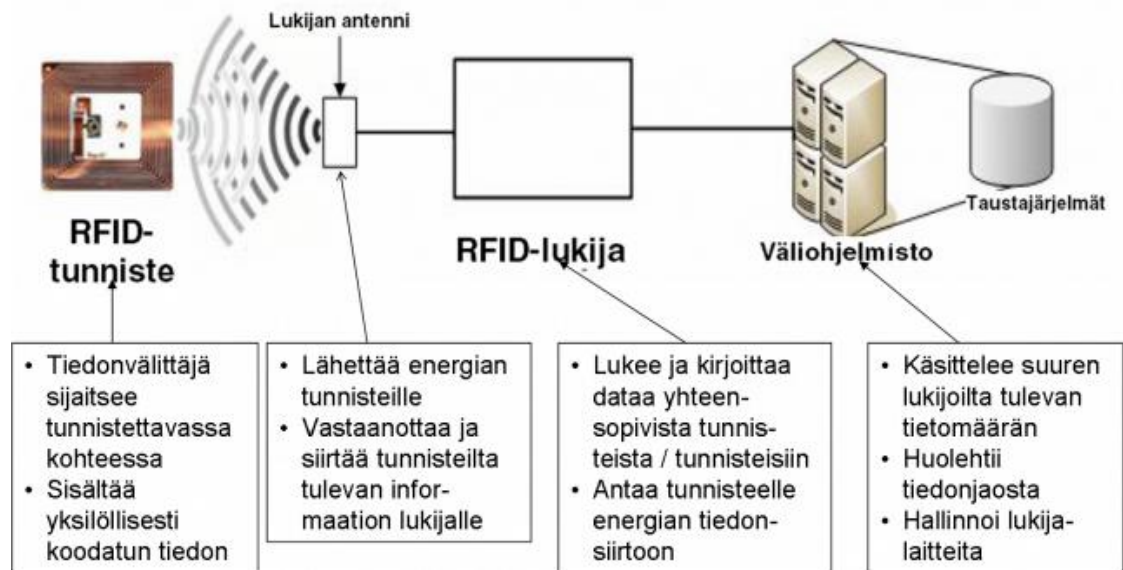 Lukijan antenni
RFID-
tunniste
RFID-lukija
Väliohjelmisto
Taustajärjelmät
• Tiedonvälittäjä
sijaitsee
tunnistettavassa
kohteessa
• Sisältää
yksilöllisesti
koodatun tiedon
• Lähettää energian
tunnisteille
• Vastaanottaa ja
siirtää tunnisteilta
tulevan infor-
maation lukijalle
• Lukee ja kirjoittaa
dataa yhteen-
sopivista tunnis-
teista / tunnisteisiin
• Antaa tunnisteelle
energian tiedon-
siirtoon
• Käsittelee suuren
lukijoilta tulevan
tietomäärän
• Huolehtii
tiedonjaosta
• Hallinnoi lukija-
laitteita